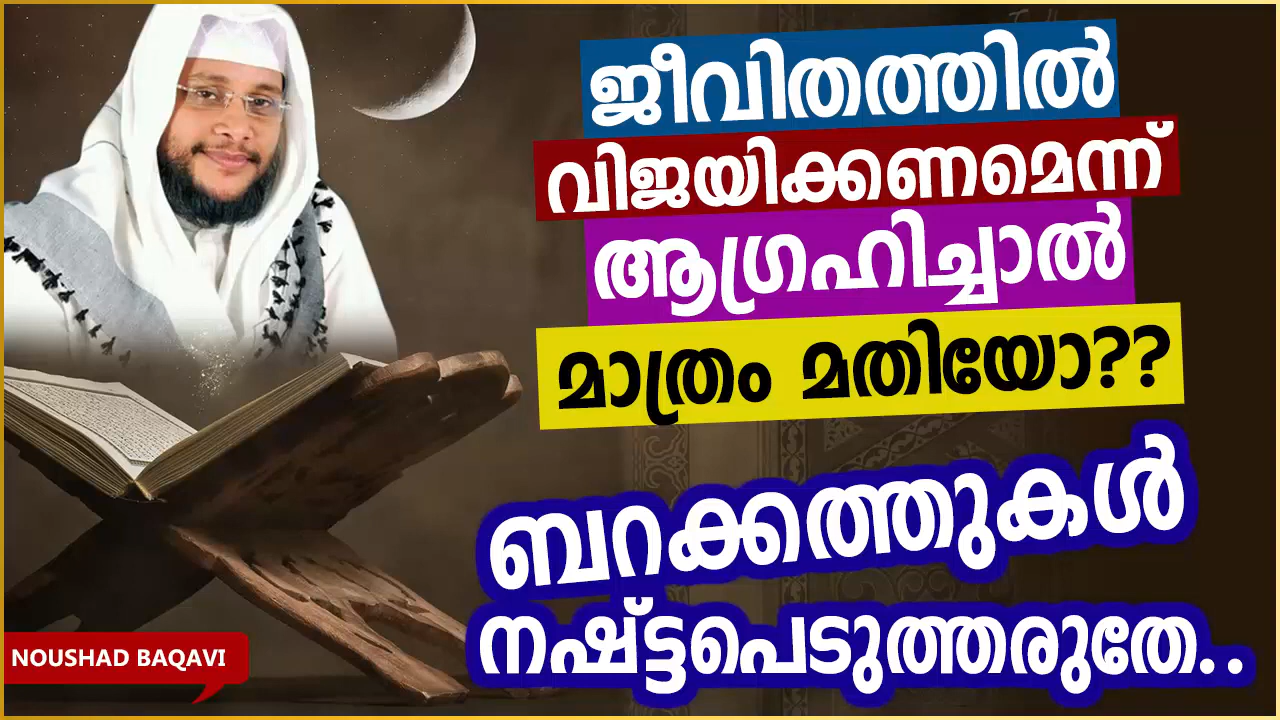 ജീവിതത്തിൽ
വിജയിക്കണമെന്ന്
ആഗ്രഹിച്ചാൽ
മാത്രം മതിയോ??
ബറക്കത്തുകൾ
നഷ്ട്ടപെടുത്തരുതേ..
NOUSHAD BAQAVI